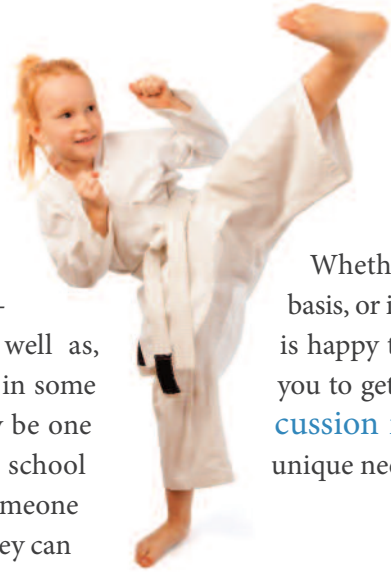 -
well as,
in some
y be one
school
omeone
ey can
Wheth
basis, or i
is happy t
you to get
cussion
unique nee